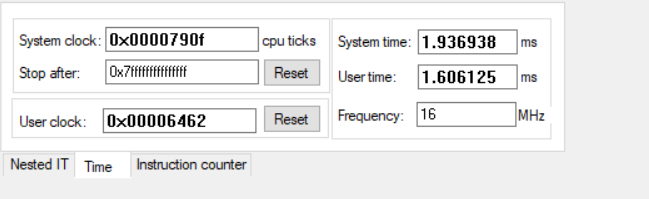 System clock: 0x0000790f cpu ticks
Stop after: 0x7fffffffffffffff Reset
User clock: 0x00006462 Reset
System time: 1.936938 ms
User time: 1.606125 ms
Frequency: 16 MHz
Nested IT Time Instruction counter